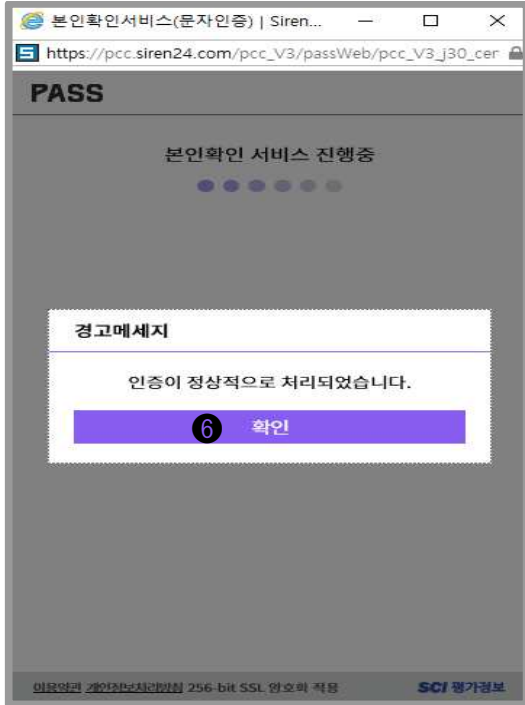 본인확인서비스(문자인증) | Siren...
https://pcc.siren24.com/pcc_V3/passWeb/pcc_V3_j30_cer
PASS
본인확인 서비스 진행중
경고메세지
인증이 정상적으로 처리되었습니다.
6 확인
이용약관 개인정보처리방침 256-bit SSL 암호화 적용 SCI 평가정보